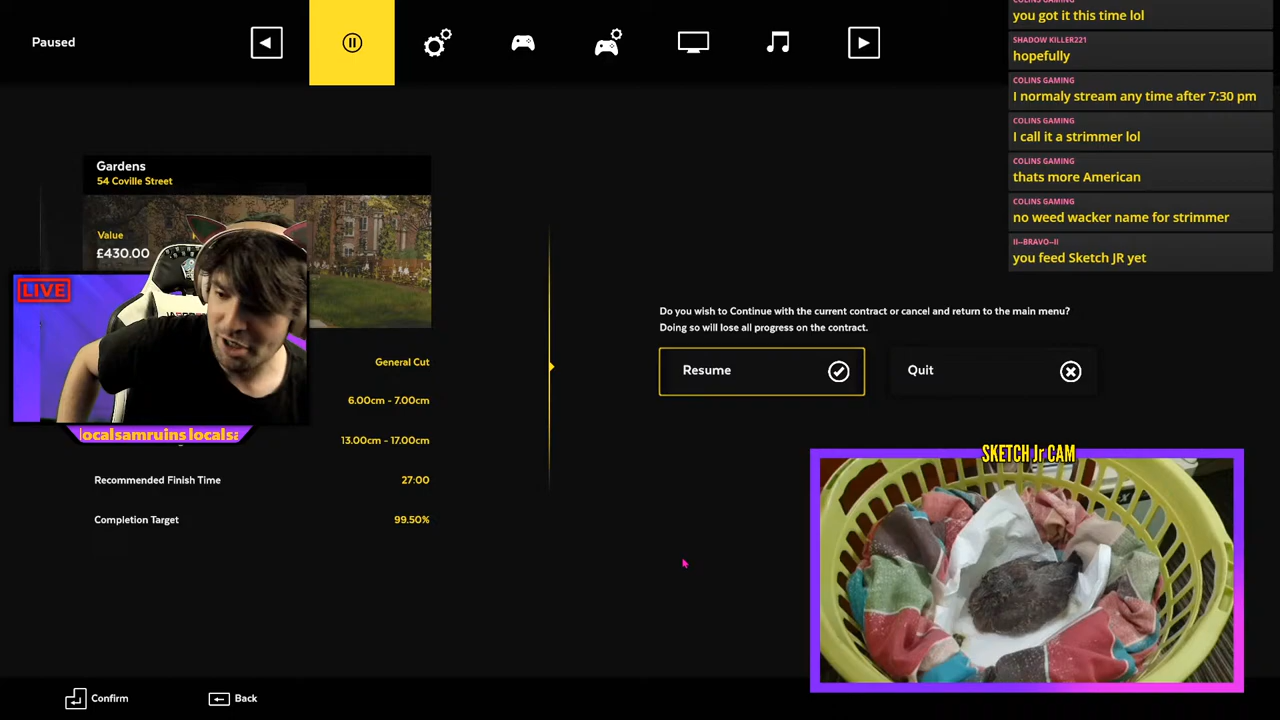 Paused
Gardens
54 Coville Street
Value
£430.00
LIVE
ocalsamruins locals
General Cut
6.00cm - 7.00cm
13.00cm - 17.00cm
Recommended Finish Time 27:00
Completion Target 99.50%
Do you wish to Continue with the current contract or cancel and return to the main menu?
Doing so will lose all progress on the contract.
Resume
Quit
COLINS GAMING
you got it this time lol
SHADOW KILLER221
hopefully
COLINS GAMING
I normaly stream any time after 7:30 pm
COLINS GAMING
I call it a strimmer lol
COLINS GAMING
thats more American
COLINS GAMING
no weed wacker name for strimmer
II-BRAVO-II
you feed Sketch JR yet
SKETCH Jr CAM
Confirm
Back